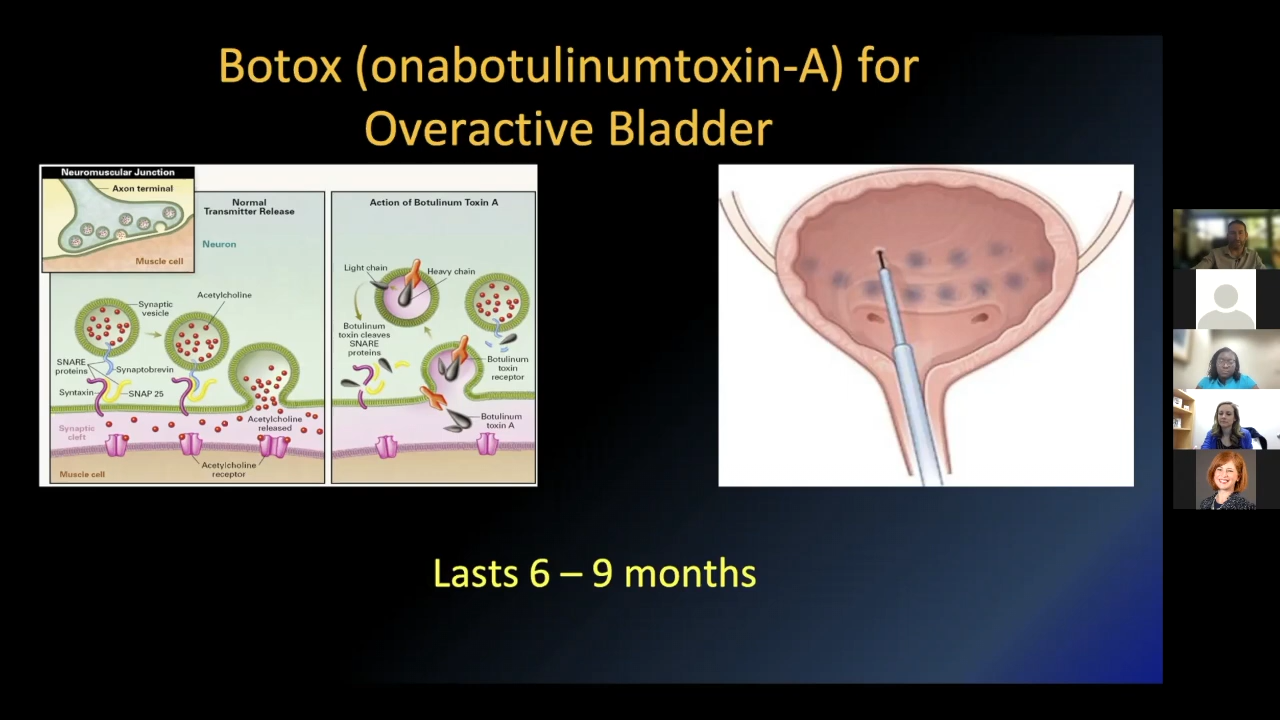 Botox (onabotulinumtoxin-A) for
Overactive Bladder
Neuromuscular Junction
Axon terminal
Muscle cell
Normal
Transmitter Release
Neuron
Synaptic
vesicle
Acetylcholine
SNARE
proteins
Synaptobrevin
Syntaxin
SNAP 25
Synaptic
cleft
Acetylcholine
released
Acetylcholine
receptor
Muscle cell
Action of Botulinum Toxin A
Light chain
Heavy chain
Botulinum
toxin cleaves
SNARE
proteins
Botulinum
toxin
receptor
Botulinum
toxin A
Lasts 6 – 9 months